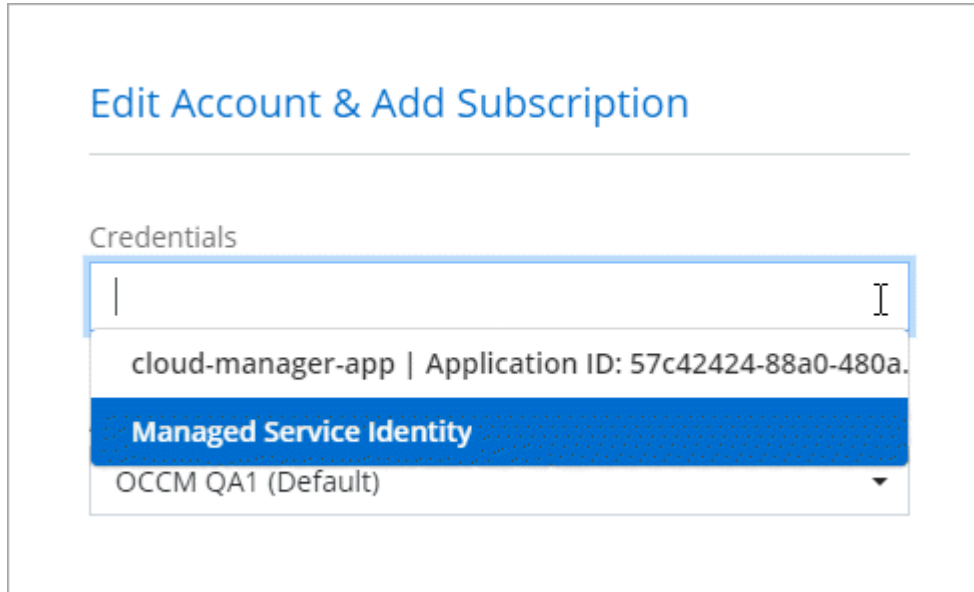 Edit Account & Add Subscription
Credentials
cloud-manager-app | Application ID: 57c42424-88a0-480a.
Managed Service Identity
OCCM QA1 (Default)